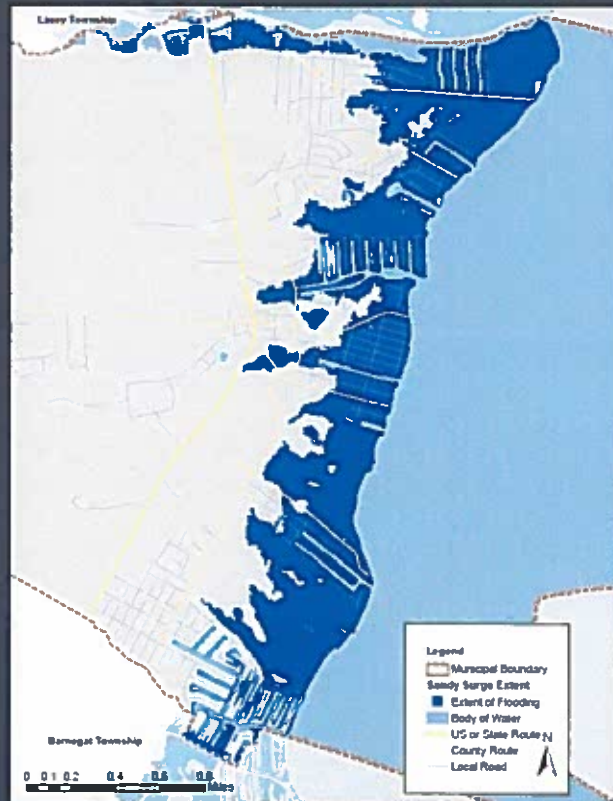 Lacey Township
Legend
Municipal Boundary
Sandy Surge Extent
Extent of Flooding
Body of Water
US or State Route
N
County Route
Local Road
Barnegat Township
0 0.1 0.2 0.4 0.6 0.8
Miles